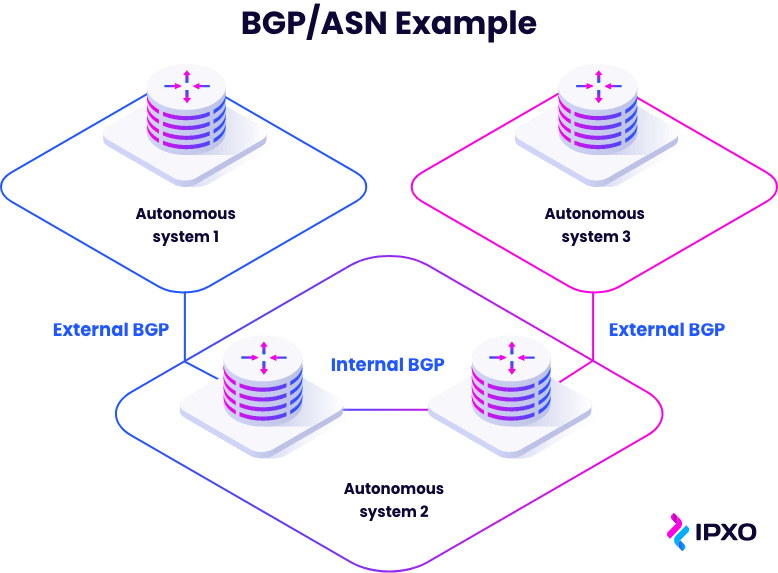 BGP/ASN Example
Autonomous
system 1
Autonomous
system 3
External BGP
External BGP
Internal BGP
Autonomous
system 2
IPXO